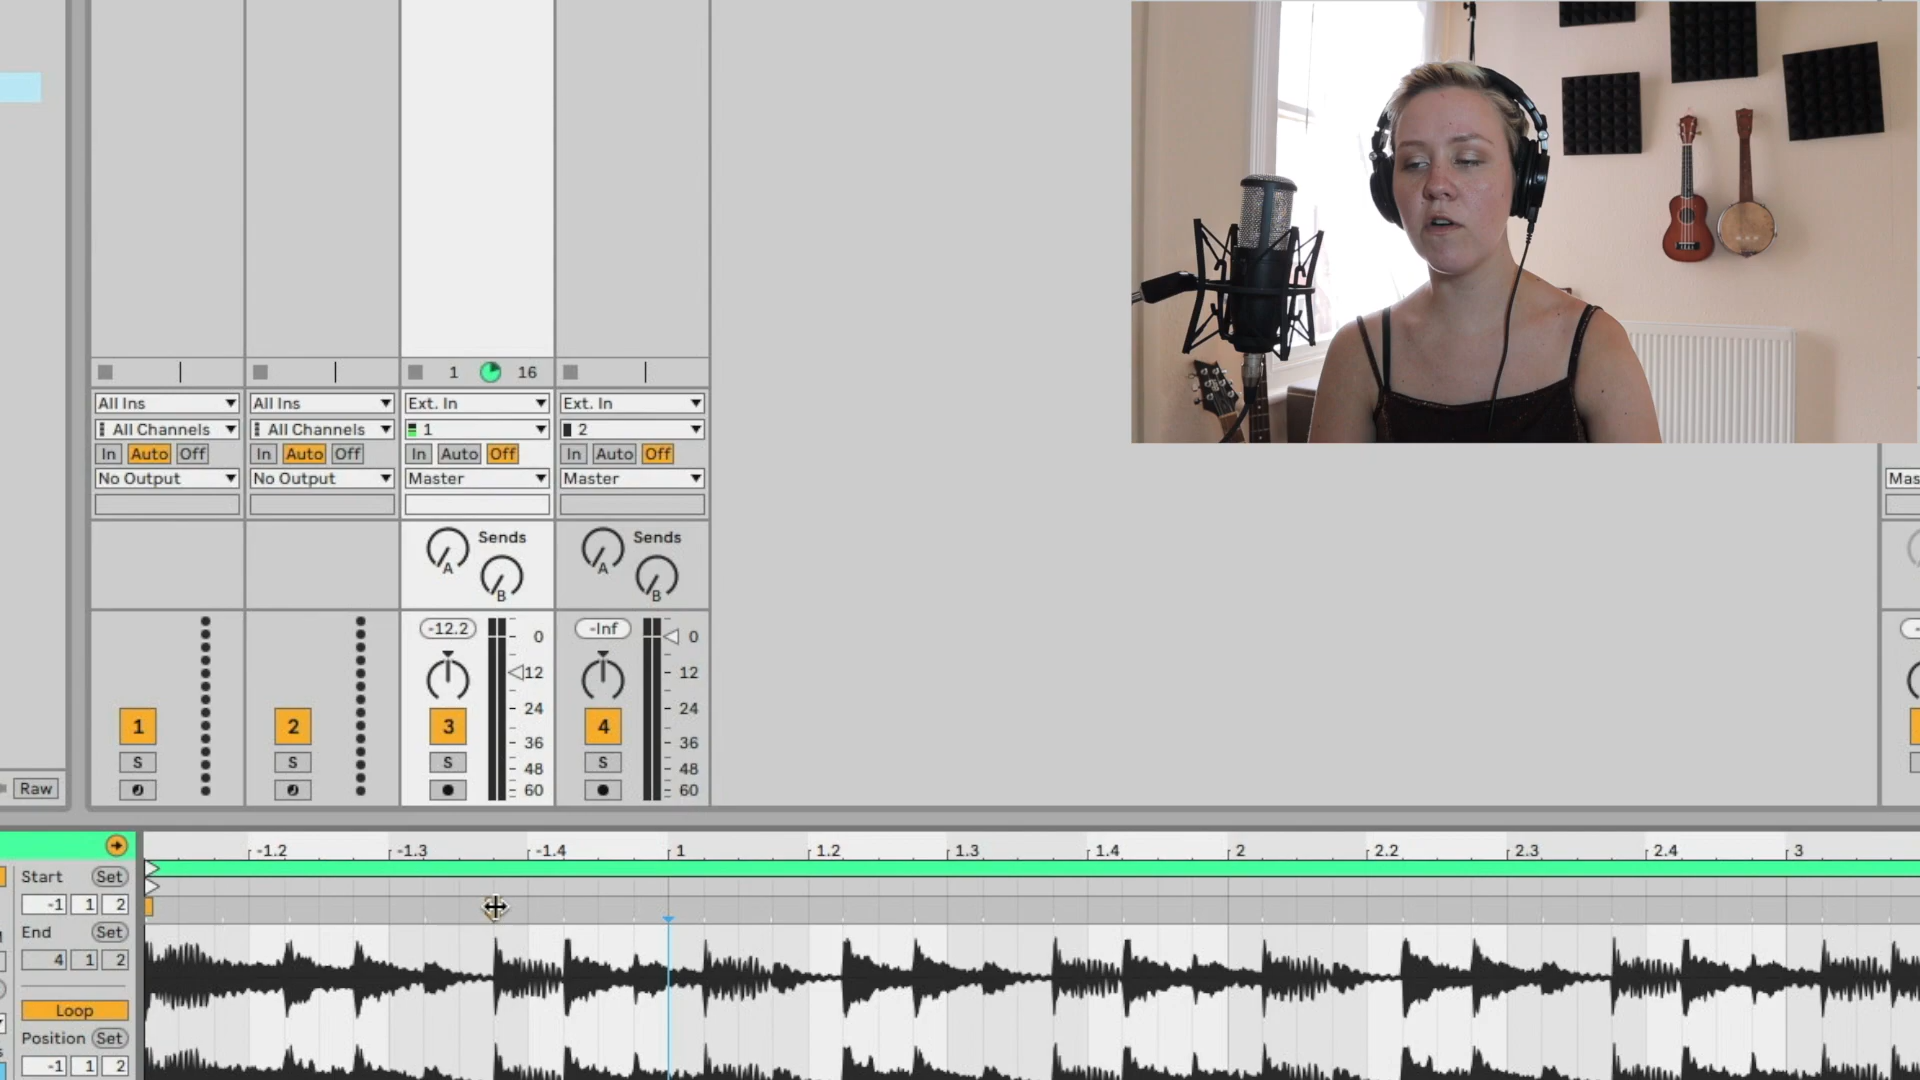 1 16
All Ins All Ins Ext. In Ext. In
All Channels All Channels 1 2
In Auto Off In Auto Off In Auto Off In Auto Off
No Output No Output Master Master Mas
Sends Sends
A A
B B
-12.2 0 -Inf 0
12 12
24 24
1 2 3 4
36 36
S S S S
48 48
Raw 60 60
-1.2 -1.3 -1.4 1 1.2 1.3 1.4 2 2.2 2.3 2.4 3
Start Set
-1 1 2
End Set
4 1 2
Loop
Position Set
-1 1 2